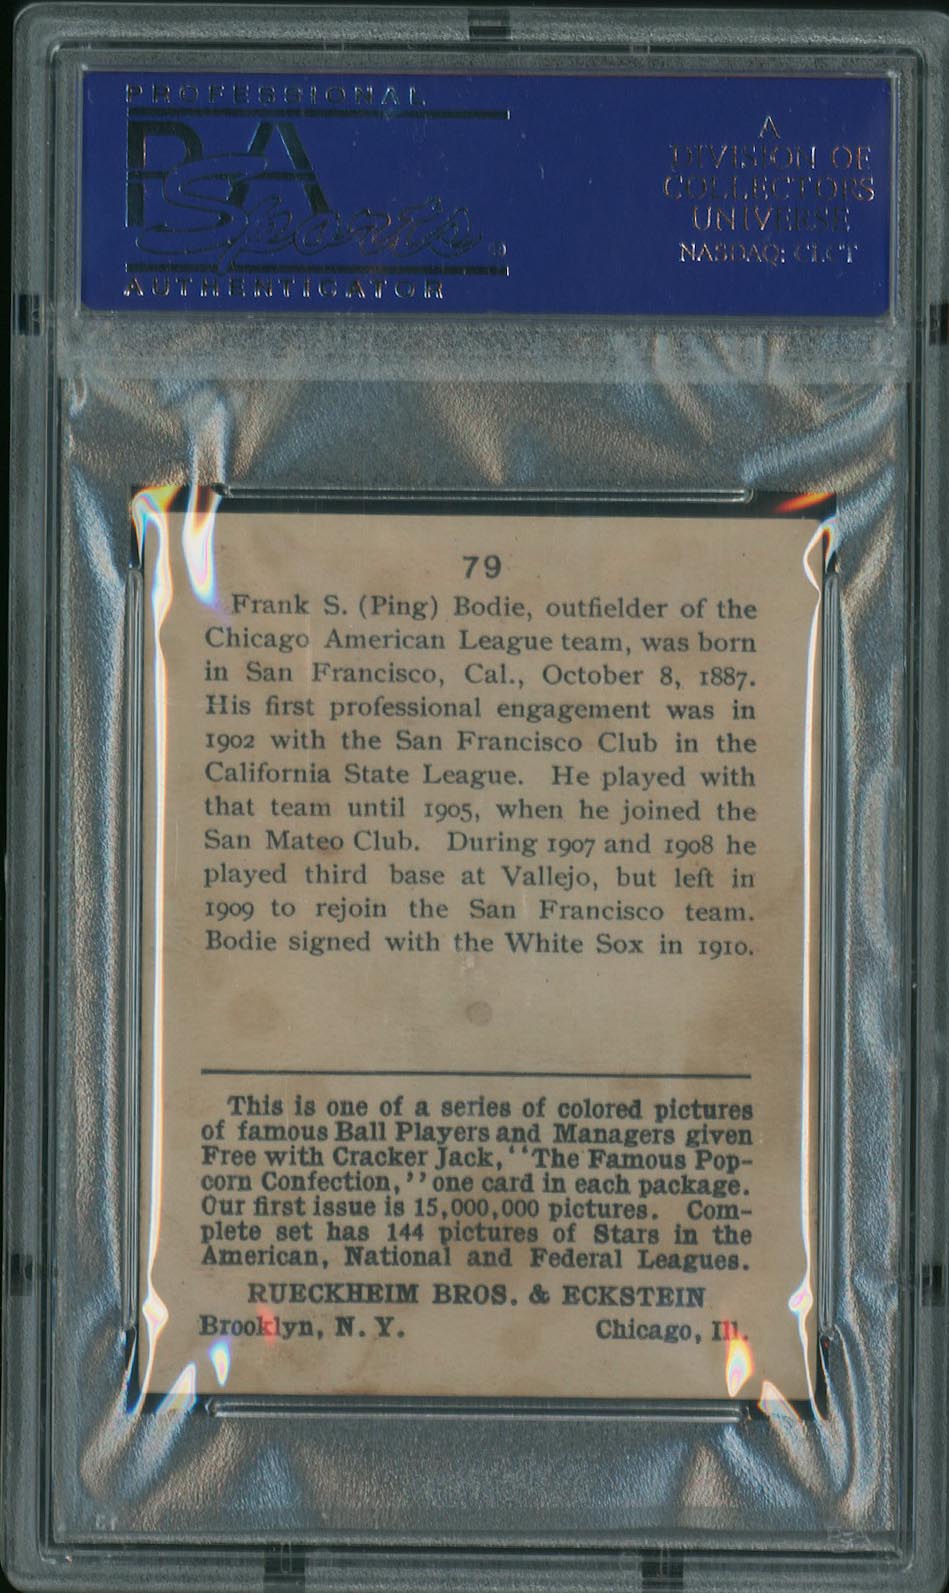 PROFESSIONAL
PSA
Sports®
AUTHENTICATOR
A
DIVISION OF
COLLECTORS
UNIVERSE
NASDAQ: CLCT
79
Frank S. (Ping) Bodie, outfielder of the
Chicago American League team, was born
in San Francisco, Cal., October 8, 1887.
His first professional engagement was in
1902 with the San Francisco Club in the
California State League. He played with
that team until 1905, when he joined the
San Mateo Club. During 1907 and 1908 he
played third base at Vallejo, but left in
1909 to rejoin the San Francisco team.
Bodie signed with the White Sox in 1910.
This is one of a series of colored pictures
of famous Ball Players and Managers given
Free with Cracker Jack, "The Famous Pop-
corn Confection," one card in each package.
Our first issue is 15,000,000 pictures. Com-
plete set has 144 pictures of Stars in the
American, National and Federal Leagues.
RUECKHEIM BROS. & ECKSTEIN
Brooklyn, N. Y. Chicago, Ill.